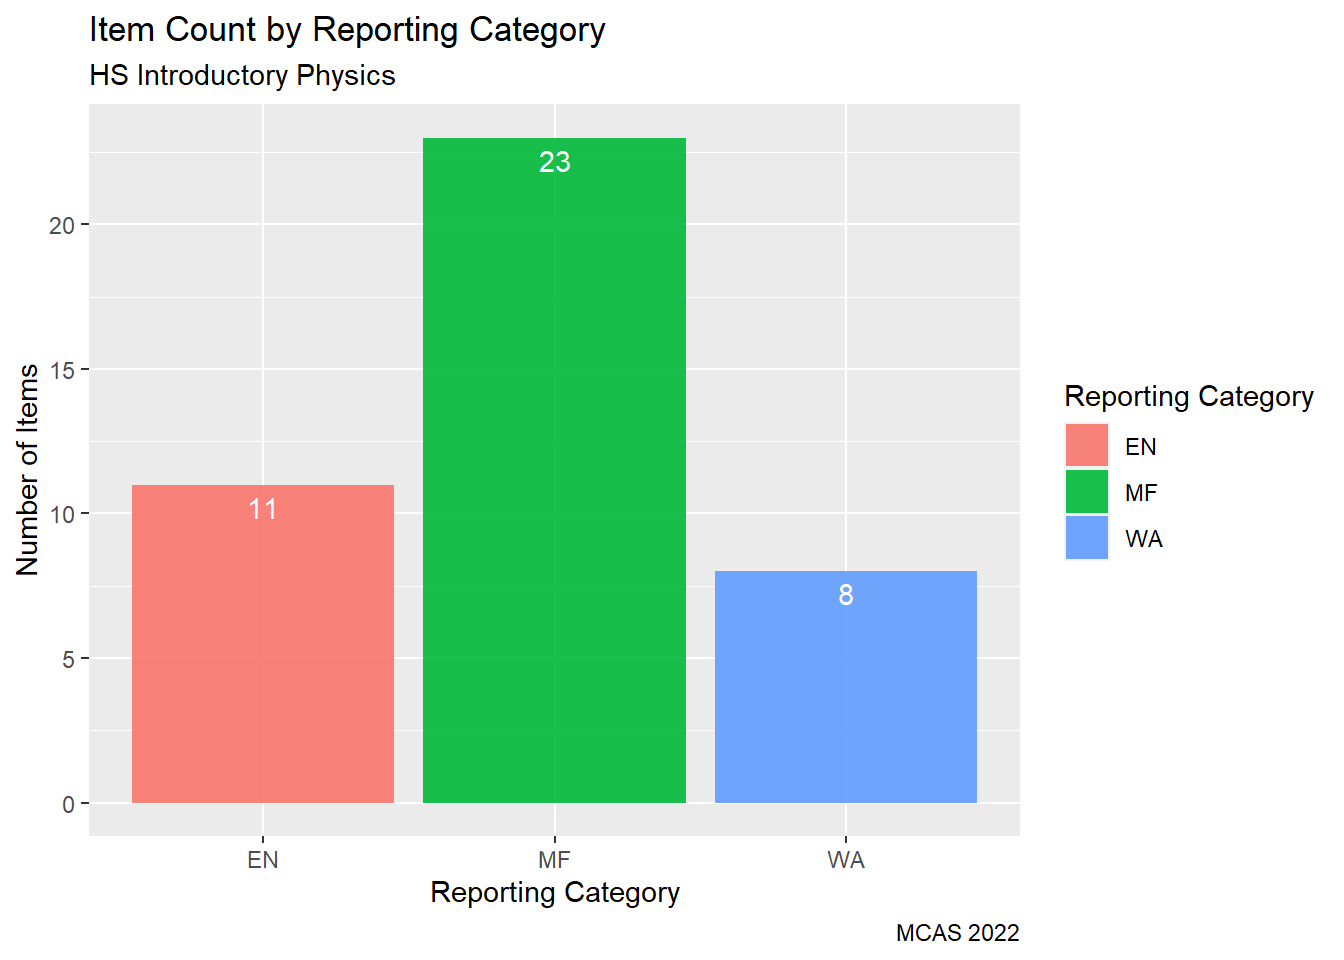 Item Count by Reporting Category
HS Introductory Physics
Number of Items
20
15
10
5
0
11
23
8
EN
MF
WA
Reporting Category
MCAS 2022
Reporting Category
EN
MF
WA